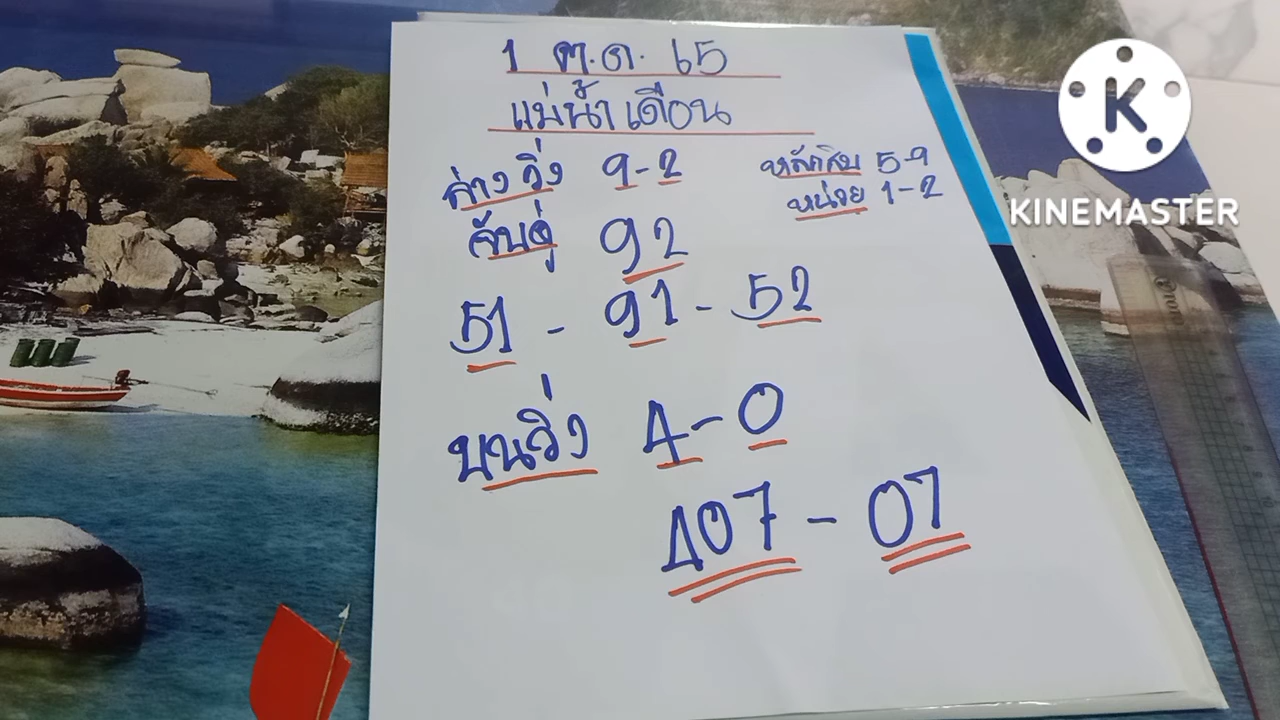 1 ต.ค. 65
แม่น้ำเดือน
ล่างวิ่ง 9-2
หลักสิบ 5-9
หน่วย 1-2
จับคู่ 92
51 - 91 - 52
บนวิ่ง 4-0
407 - 07
KINEMASTER